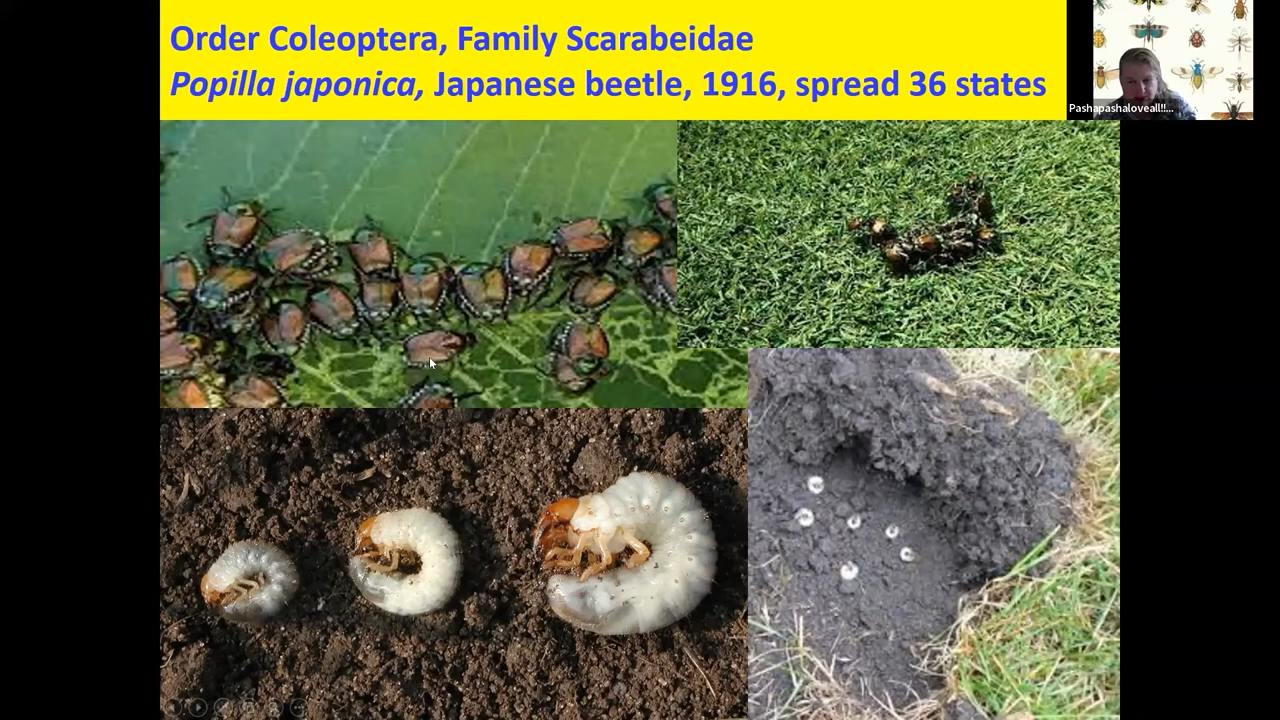 Order Coleoptera, Family Scarabeidae
Popilla japonica, Japanese beetle, 1916, spread 36 states
Pashapashaloveall!!...